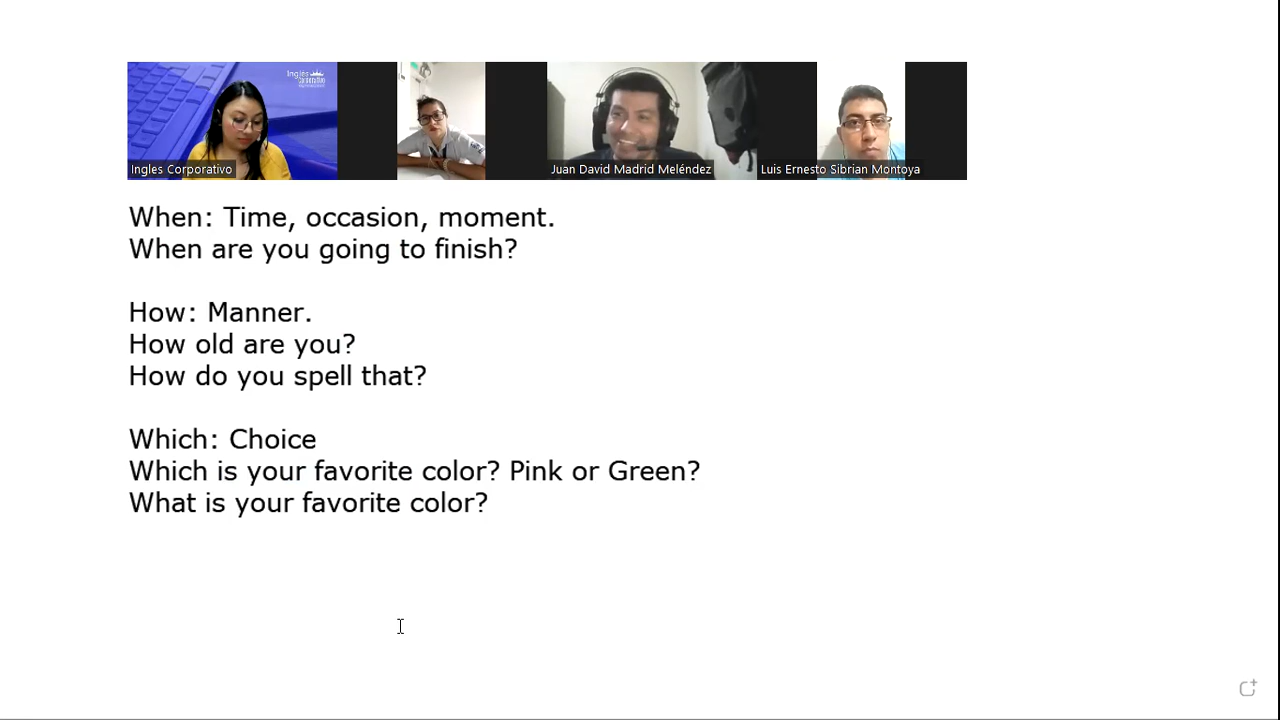 Ingles
corporativo
Ingles Corporativo
Juan David Madrid Meléndez
Luis Ernesto Sibrian Montoya
When: Time, occasion, moment.
When are you going to finish?
How: Manner.
How old are you?
How do you spell that?
Which: Choice
Which is your favorite color? Pink or Green?
What is your favorite color?